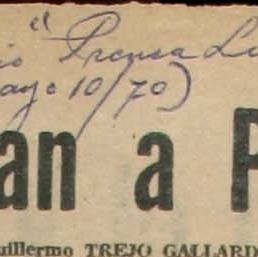 " Prensa Li
io
ayo 10/70)
an a P
uillermo TREJO GALLARD